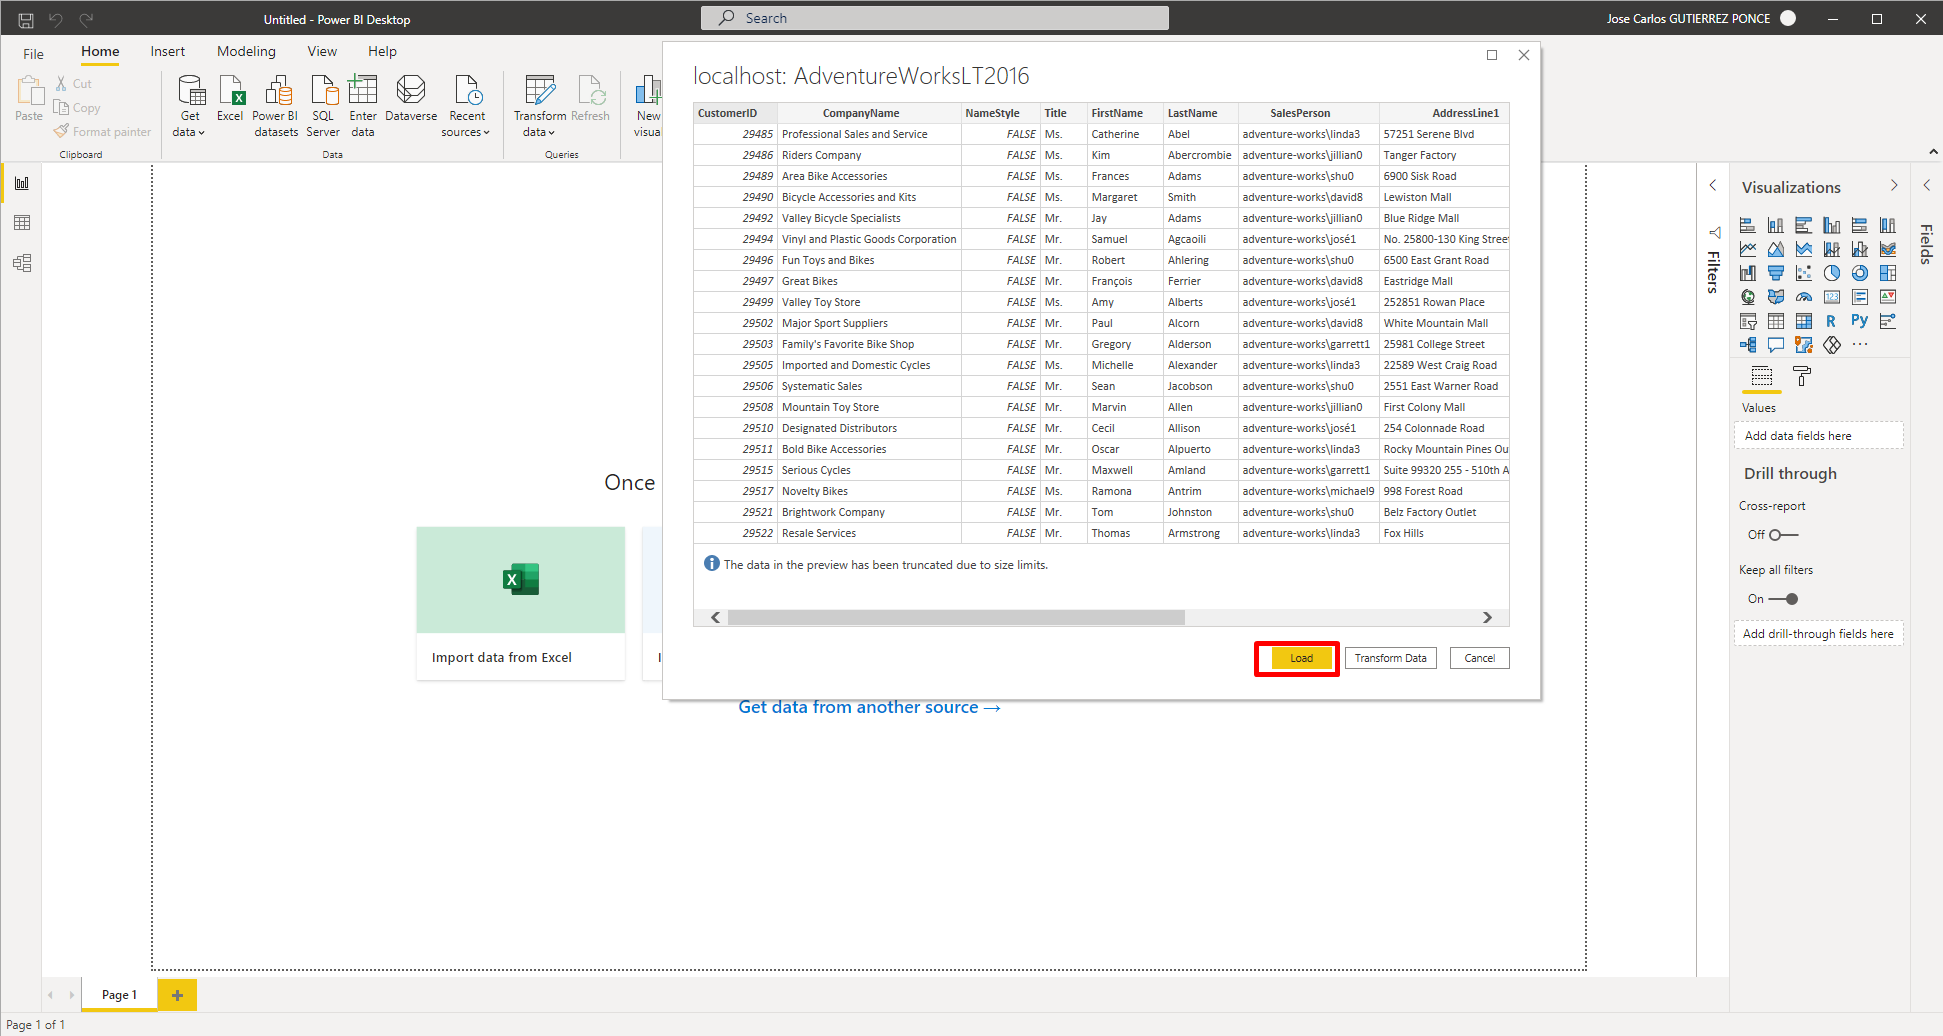 Untitled - Power BI Desktop
Search
Jose Carlos GUTIERREZ PONCE
File
Home
Insert
Modeling
View
Help
Paste
Cut
Copy
Format painter
Clipboard
Get data
Excel
Power BI datasets
SQL Server
Enter data
Dataverse
Recent sources
Data
Transform data
Refresh
Queries
New
visua
localhost: AdventureWorksLT2016
CustomerID CompanyName NameStyle Title FirstName LastName SalesPerson AddressLine1
29485 Professional Sales and Service FALSE Ms. Catherine Abel adventure-works\linda3 57251 Serene Blvd
29486 Riders Company FALSE Ms. Kim Abercrombie adventure-works\jillian0 Tanger Factory
29489 Area Bike Accessories FALSE Ms. Frances Adams adventure-works\shu0 6900 Sisk Road
29490 Bicycle Accessories and Kits FALSE Ms. Margaret Smith adventure-works\david8 Lewiston Mall
29492 Valley Bicycle Specialists FALSE Mr. Jay Adams adventure-works\jillian0 Blue Ridge Mall
29494 Vinyl and Plastic Goods Corporation FALSE Mr. Samuel Agcaoili adventure-works\josé1 No. 25800-130 King Street
29496 Fun Toys and Bikes FALSE Mr. Robert Ahlering adventure-works\shu0 6500 East Grant Road
29497 Great Bikes FALSE Mr. François Ferrier adventure-works\david8 Eastridge Mall
29499 Valley Toy Store FALSE Ms. Amy Alberts adventure-works\josé1 252851 Rowan Place
29502 Major Sport Suppliers FALSE Mr. Paul Alcorn adventure-works\david8 White Mountain Mall
29503 Family's Favorite Bike Shop FALSE Mr. Gregory Alderson adventure-works\garrett1 25981 College Street
29505 Imported and Domestic Cycles FALSE Ms. Michelle Alexander adventure-works\linda3 22589 West Craig Road
29506 Systematic Sales FALSE Mr. Sean Jacobson adventure-works\shu0 2551 East Warner Road
29508 Mountain Toy Store FALSE Mr. Marvin Allen adventure-works\jillian0 First Colony Mall
29510 Designated Distributors FALSE Mr. Cecil Allison adventure-works\josé1 254 Colonnade Road
29511 Bold Bike Accessories FALSE Mr. Oscar Alpuerto adventure-works\linda3 Rocky Mountain Pines Ou
29515 Serious Cycles FALSE Mr. Maxwell Amland adventure-works\garrett1 Suite 99320 255 - 510th A
29517 Novelty Bikes FALSE Ms. Ramona Antrim adventure-works\michael9 998 Forest Road
29521 Brightwork Company FALSE Mr. Tom Johnston adventure-works\shu0 Belz Factory Outlet
29522 Resale Services FALSE Mr. Thomas Armstrong adventure-works\linda3 Fox Hills
The data in the preview has been truncated due to size limits.
Load
Transform Data
Cancel
Once
Import data from Excel
I
Get data from another source →
Filters
Visualizations
123
R
Py
Values
Add data fields here
Drill through
Cross-report
Off
Keep all filters
On
Add drill-through fields here
Fields
Page 1
Page 1 of 1